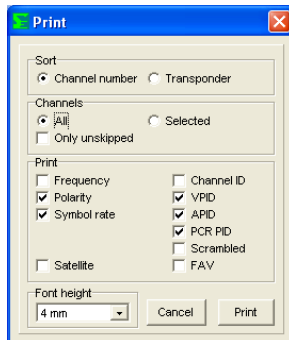 Print
Sort
Channel number Transponder
Channels
All Selected
Only unskipped
Print
Frequency Channel ID
Polarity VPID
Symbol rate APID
PCR PID
Scrambled
Satellite FAV
Font height
4 mm Cancel Print